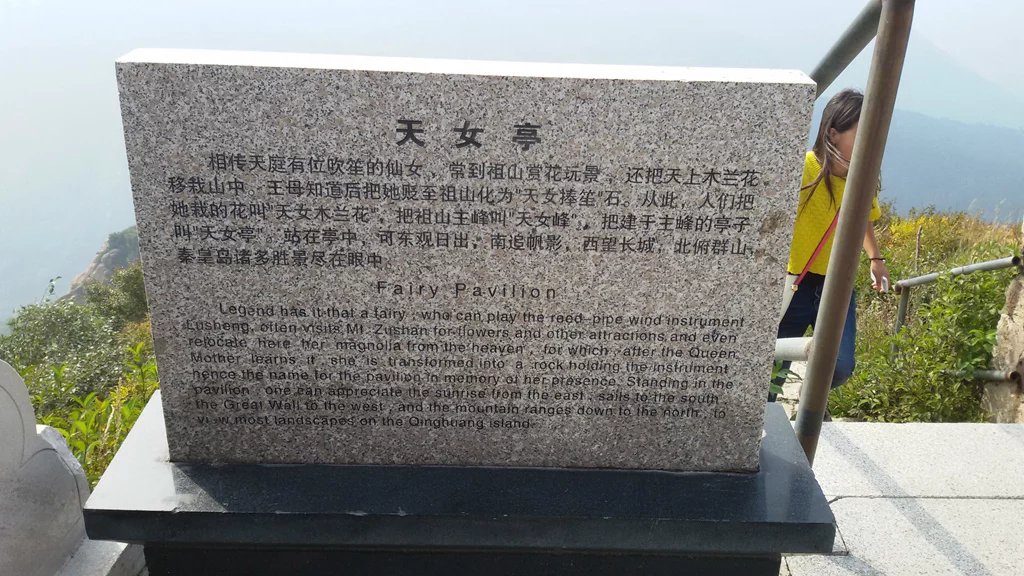 天女亭
相传天庭有位吹笙的仙女，常到祖山赏花玩景，还把天上木兰花
移栽山中。王母知道后把她贬至祖山化为“天女捧笙”石。从此，人们把
她栽的花叫“天女木兰花”，把祖山主峰叫“天女峰”，把建于主峰的亭子
叫“天女亭”。站在亭中，可东观日出，南追帆影，西望长城，北俯群山，
秦皇岛诸多胜景尽在眼中。
Fairy Pavilion
Legend has it that a fairy, who can play the reed-pipe wind instrument
Lusheng, often visits Mt. Zushan for flowers and other attractions and even
relocate here her magnolia from the heaven, for which, after the Queen
Mother learns it, she is transformed into a rock holding the instrument
hence the name for the pavilion in memory of her presence. Standing in the
pavilion, one can appreciate the sunrise from the east, sails to the south
the Great Wall to the west, and the mountain ranges down to the north, to
view most landscapes on the Qinghuang island.